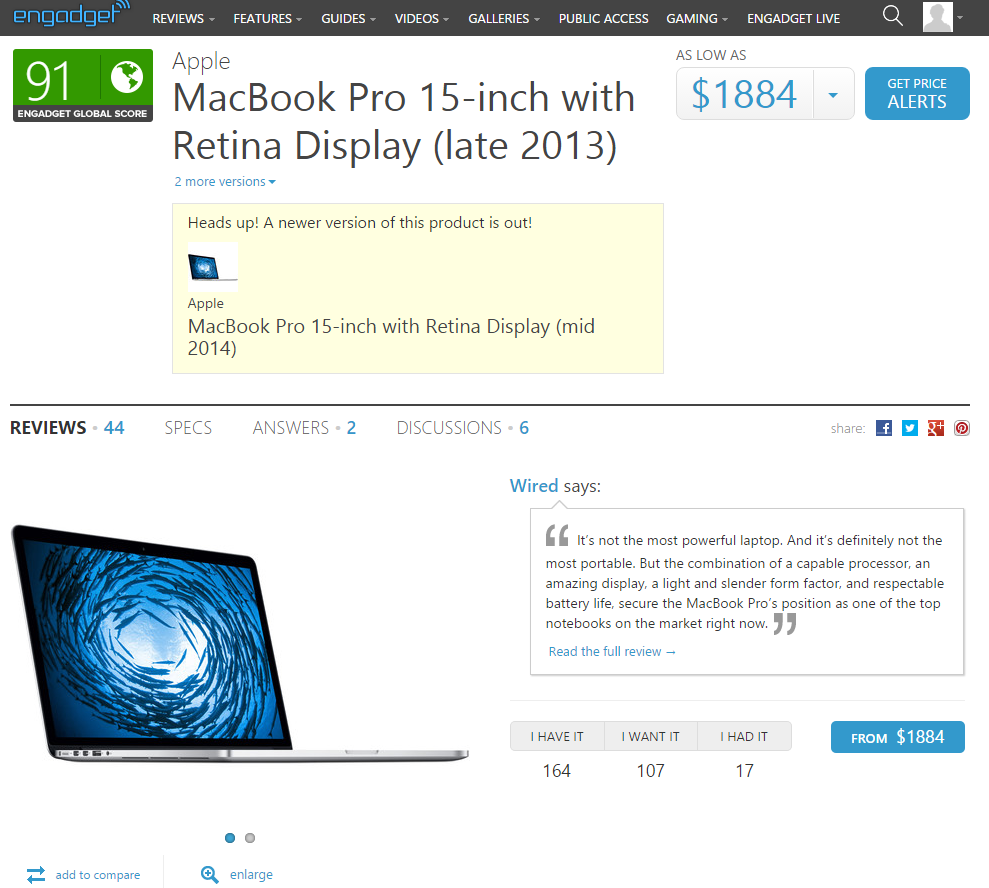 engadget
REVIEWS FEATURES GUIDES VIDEOS GALLERIES PUBLIC ACCESS GAMING ENGADGET LIVE
91
ENGADGET GLOBAL SCORE
Apple
MacBook Pro 15-inch with
Retina Display (late 2013)
2 more versions
AS LOW AS
$1884
GET PRICE
ALERTS
Heads up! A newer version of this product is out!
Apple
MacBook Pro 15-inch with Retina Display (mid
2014)
REVIEWS • 44 SPECS ANSWERS • 2 DISCUSSIONS • 6
share:
Wired says:
“ It’s not the most powerful laptop. And it’s definitely not the
most portable. But the combination of a capable processor, an
amazing display, a light and slender form factor, and respectable
battery life, secure the MacBook Pro’s position as one of the top
notebooks on the market right now. ”
Read the full review →
I HAVE IT I WANT IT I HAD IT
164 107 17
FROM $1884
add to compare
enlarge